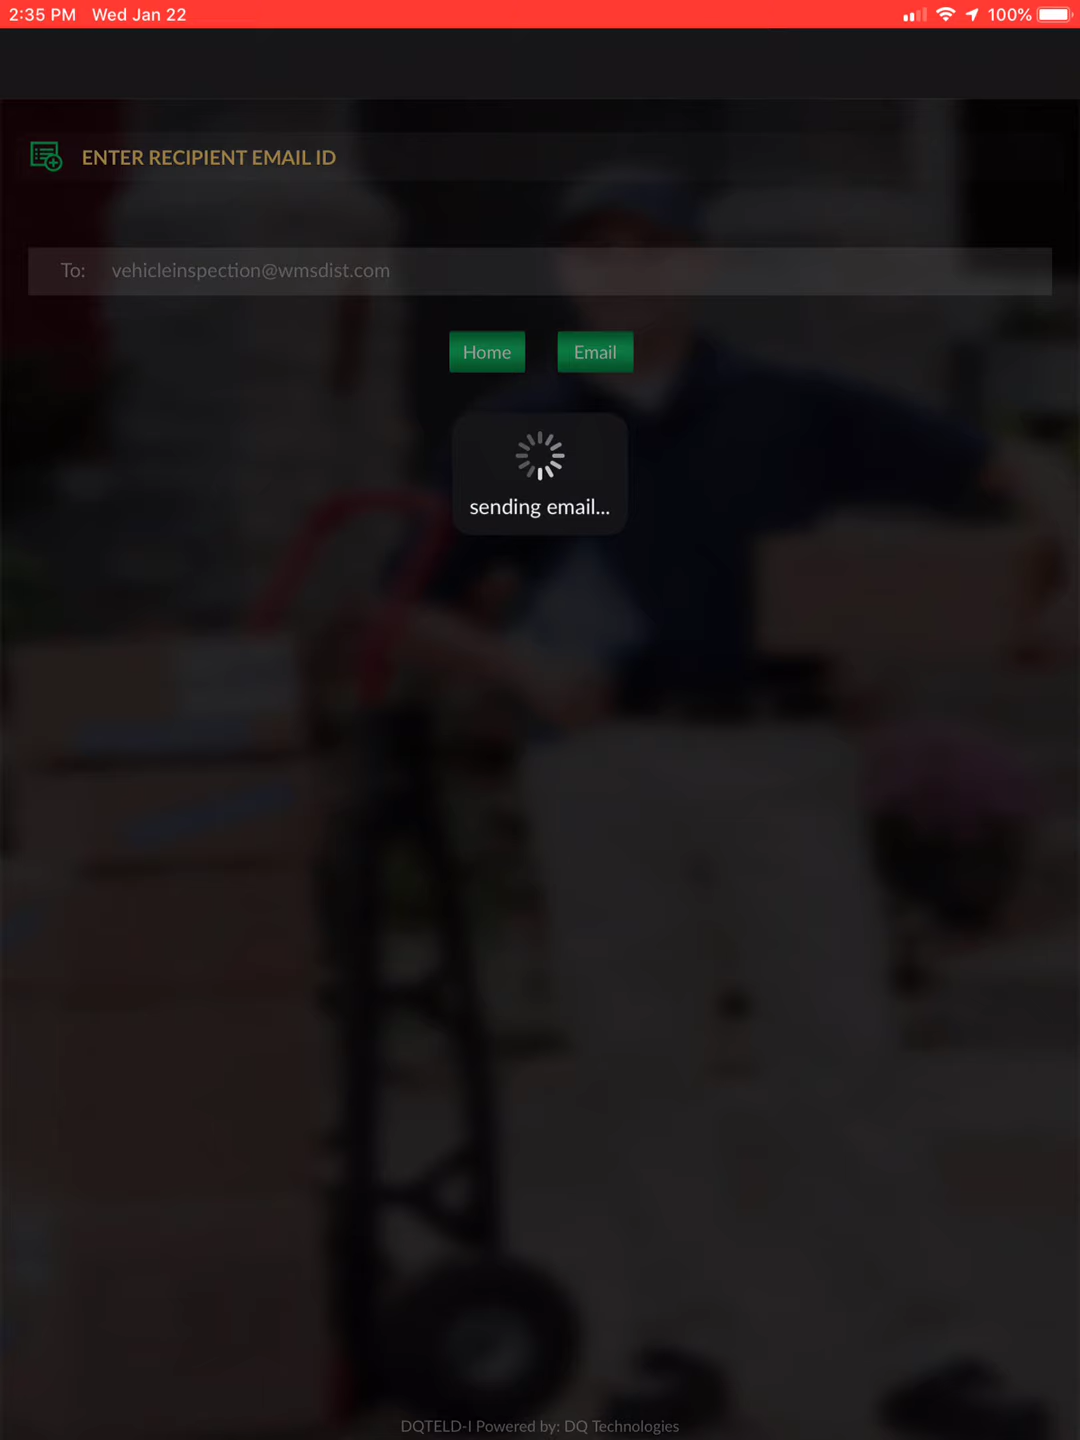 2:35 PM Wed Jan 22 100%
ENTER RECIPIENT EMAIL ID
To: vehicleinspection@wmsdist.com
Home Email
sending email...
DQTELD-I Powered by: DQ Technologies